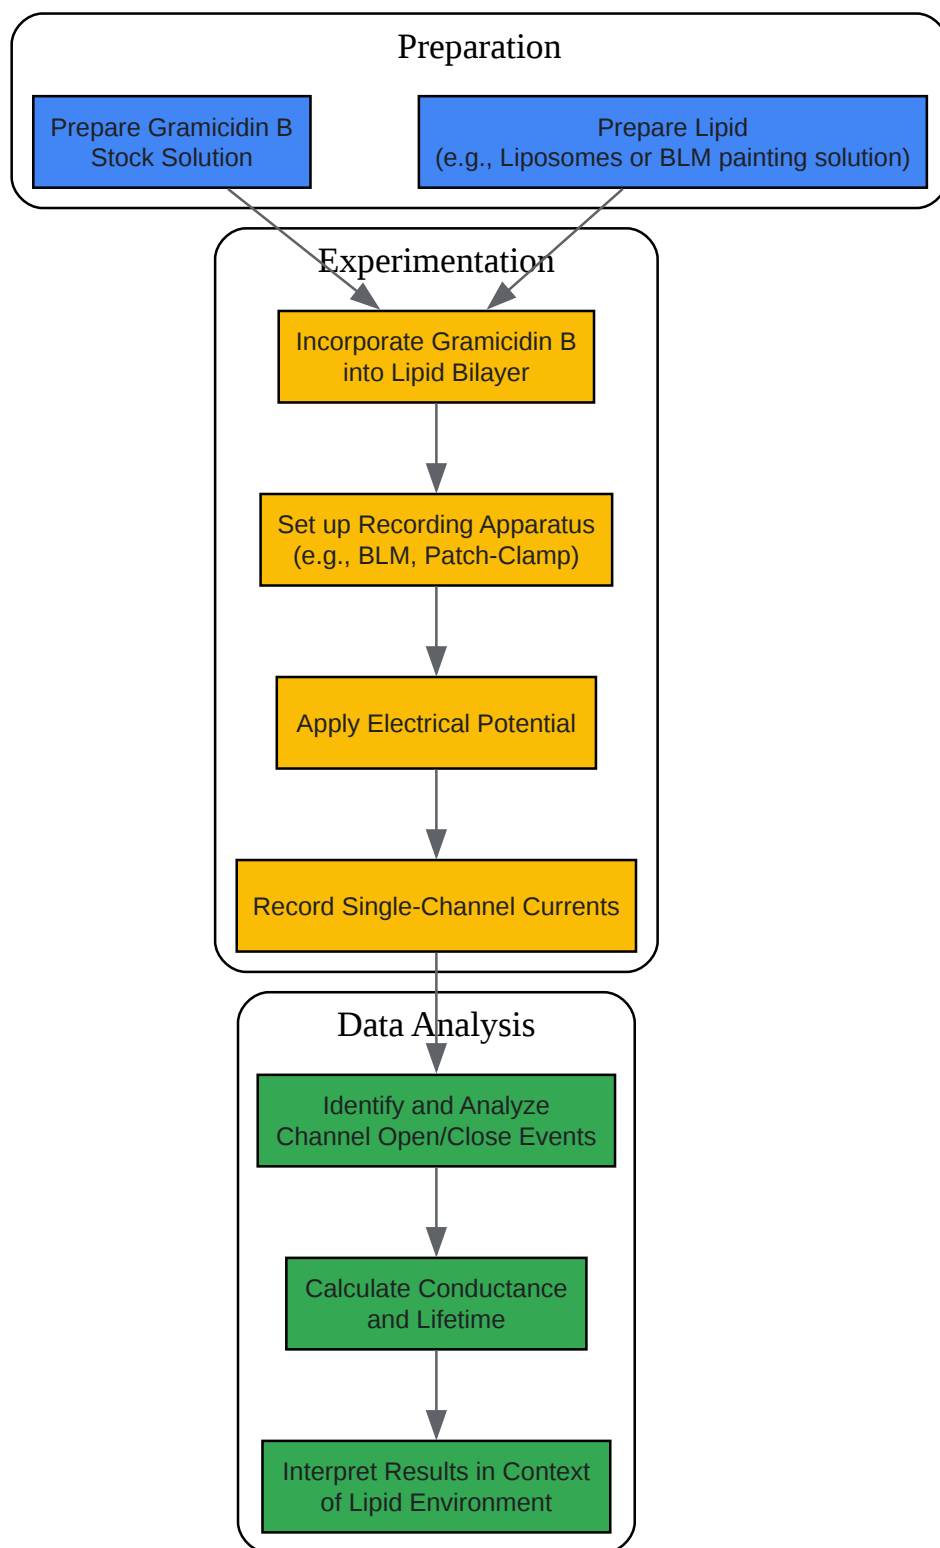 Preparation
Prepare Gramicidin B
Stock Solution
Prepare Lipid
(e.g., Liposomes or BLM painting solution)
Experimentation
Incorporate Gramicidin B
into Lipid Bilayer
Set up Recording Apparatus
(e.g., BLM, Patch-Clamp)
Apply Electrical Potential
Record Single-Channel Currents
Data Analysis
Identify and Analyze
Channel Open/Close Events
Calculate Conductance
and Lifetime
Interpret Results in Context
of Lipid Environment